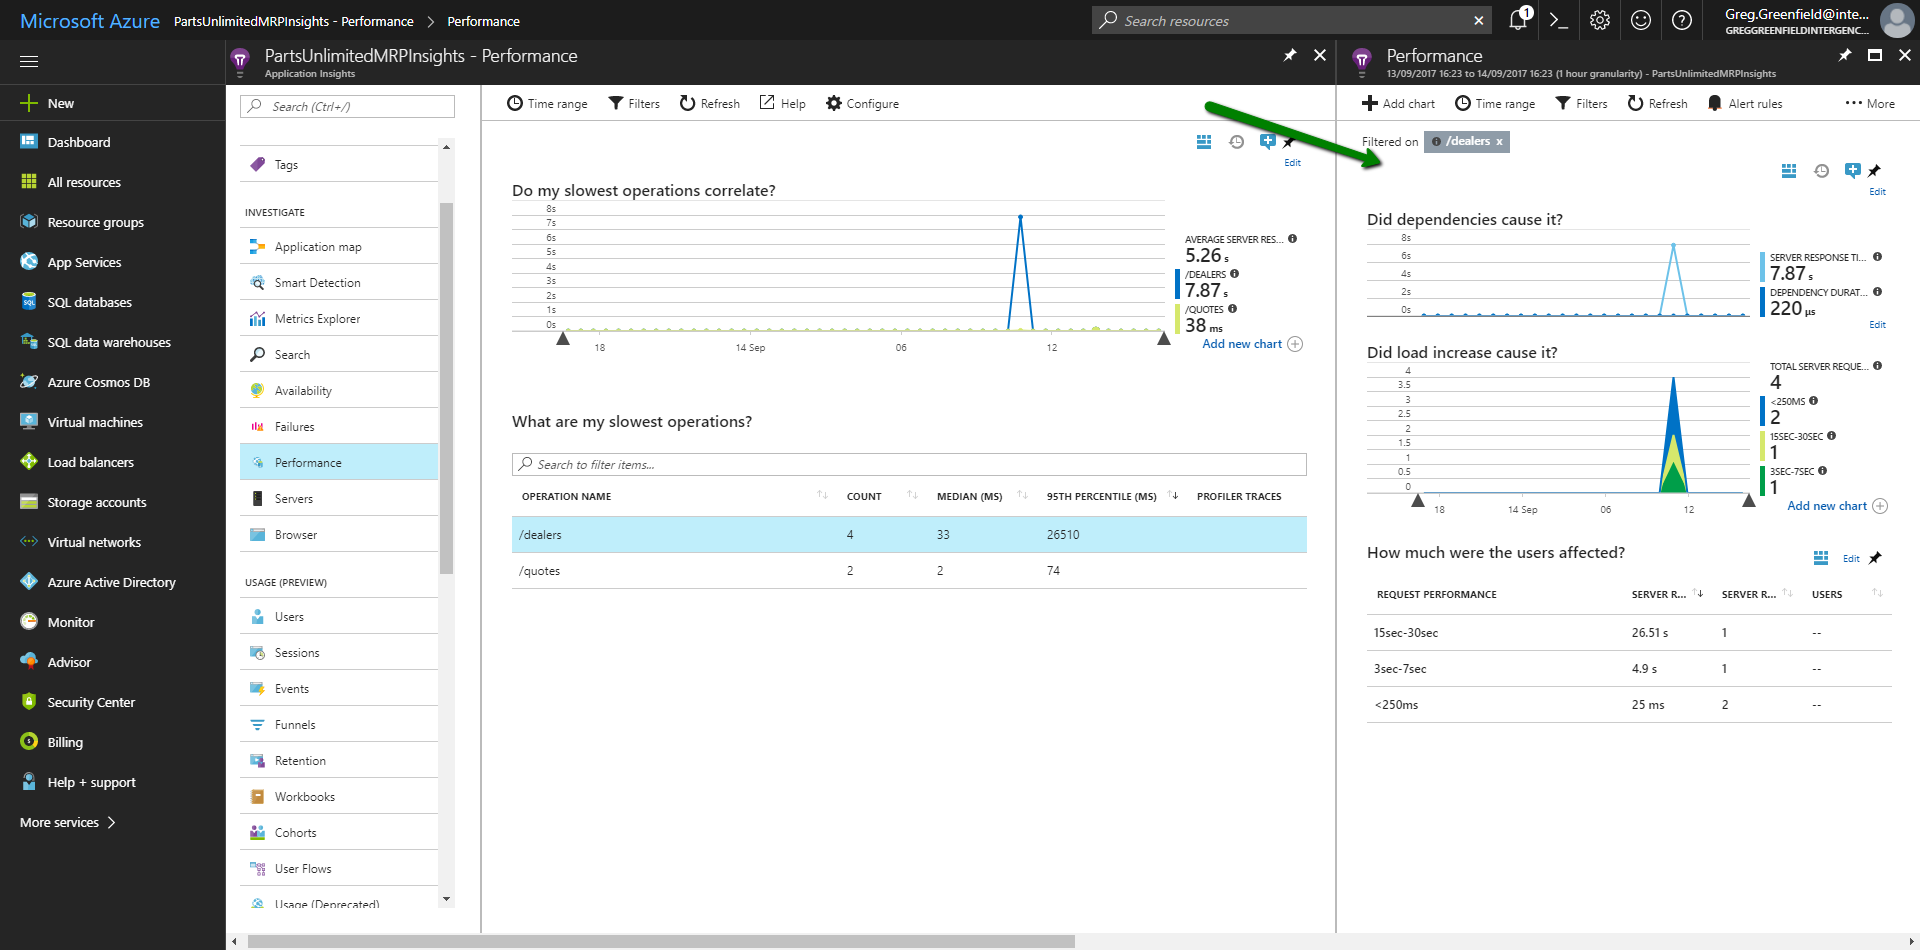 Microsoft Azure PartsUnlimitedMRPInsights - Performance > Performance
Search resources
1
Greg.Greenfield@inte...
GREGGREENFIELDINTERGENC...
New
Dashboard
All resources
Resource groups
App Services
SQL databases
SQL data warehouses
Azure Cosmos DB
Virtual machines
Load balancers
Storage accounts
Virtual networks
Azure Active Directory
Monitor
Advisor
Security Center
Billing
Help + support
More services
PartsUnlimitedMRPInsights - Performance
Application Insights
Search (Ctrl+/)
Tags
INVESTIGATE
Application map
Smart Detection
Metrics Explorer
Search
Availability
Failures
Performance
Servers
Browser
USAGE (PREVIEW)
Users
Sessions
Events
Funnels
Retention
Workbooks
Cohorts
User Flows
Usage (Deprecated)
Time range Filters Refresh Help Configure
Edit
Do my slowest operations correlate?
8s
7s
6s
5s
4s
3s
2s
1s
0s
18 14 Sep 06 12
AVERAGE SERVER RES...
5.26 s
/DEALERS
7.87 s
/QUOTES
38 ms
Add new chart
What are my slowest operations?
Search to filter items...
OPERATION NAME COUNT MEDIAN (MS) 95TH PERCENTILE (MS) PROFILER TRACES
/dealers 4 33 26510
/quotes 2 2 74
Performance
13/09/2017 16:23 to 14/09/2017 16:23 (1 hour granularity) - PartsUnlimitedMRPInsights
Add chart Time range Filters Refresh Alert rules More
Filtered on /dealers x
Edit
Did dependencies cause it?
8s
6s
4s
2s
0s
SERVER RESPONSE TI...
7.87 s
DEPENDENCY DURAT...
220 µs
Edit
Did load increase cause it?
4
3.5
3
2.5
2
1.5
1
0.5
0
18 14 Sep 06 12
TOTAL SERVER REQUE...
4
<250MS
2
15SEC-30SEC
1
3SEC-7SEC
1
Add new chart
How much were the users affected?
Edit
REQUEST PERFORMANCE SERVER R... SERVER R... USERS
15sec-30sec 26.51 s 1 --
3sec-7sec 4.9 s 1 --
<250ms 25 ms 2 --